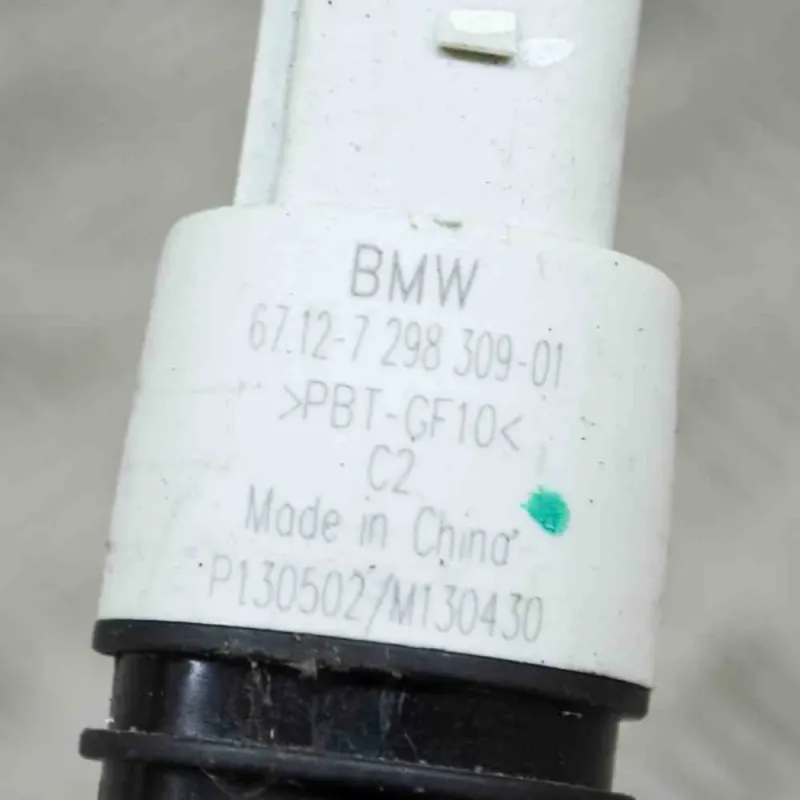 BMW
67.12-7 298 309-01
>PBT-GF10<
C2
Made in China
P130502/M130430